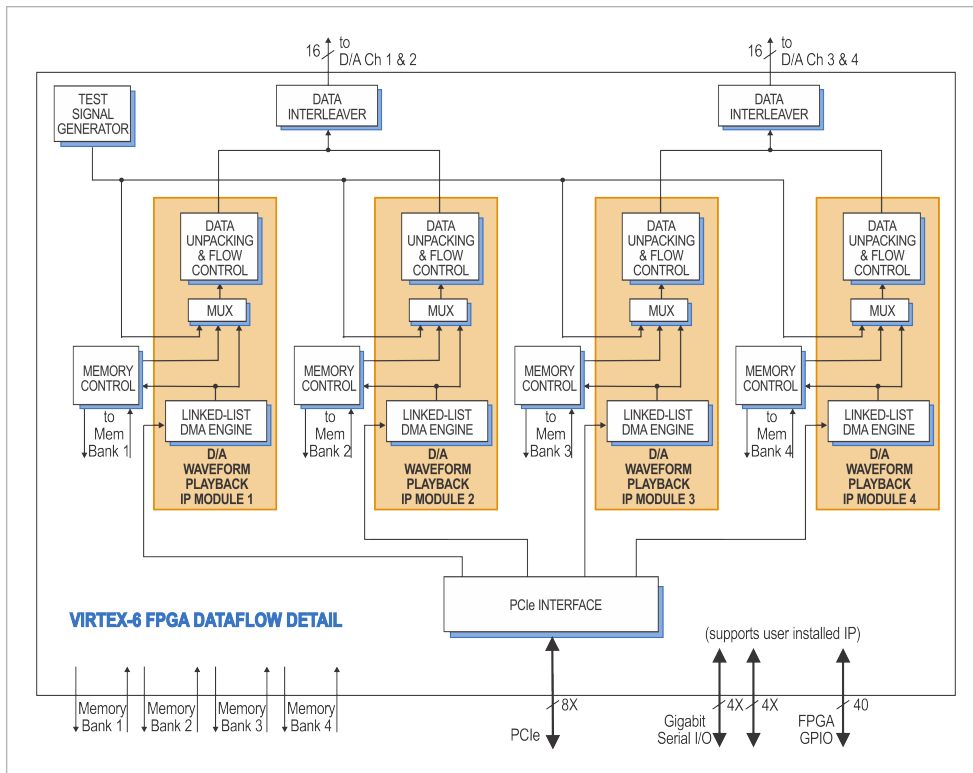 16
to
D/A Ch 1 & 2
16
to
D/A Ch 3 & 4
TEST
SIGNAL
GENERATOR
DATA
INTERLEAVER
DATA
INTERLEAVER
DATA
UNPACKING
& FLOW
CONTROL
DATA
UNPACKING
& FLOW
CONTROL
DATA
UNPACKING
& FLOW
CONTROL
DATA
UNPACKING
& FLOW
CONTROL
MUX
MUX
MUX
MUX
MEMORY
CONTROL
MEMORY
CONTROL
MEMORY
CONTROL
MEMORY
CONTROL
to
Mem
Bank 1
LINKED-LIST
DMA ENGINE
D/A
WAVEFORM
PLAYBACK
IP MODULE 1
to
Mem
Bank 2
LINKED-LIST
DMA ENGINE
D/A
WAVEFORM
PLAYBACK
IP MODULE 2
to
Mem
Bank 3
LINKED-LIST
DMA ENGINE
D/A
WAVEFORM
PLAYBACK
IP MODULE 3
to
Mem
Bank 4
LINKED-LIST
DMA ENGINE
D/A
WAVEFORM
PLAYBACK
IP MODULE 4
PCIe INTERFACE
VIRTEX-6 FPGA DATAFLOW DETAIL
(supports user installed IP)
Memory
Bank 1
Memory
Bank 2
Memory
Bank 3
Memory
Bank 4
8X
PCIe
4X
4X
Gigabit
Serial I/O
40
FPGA
GPIO